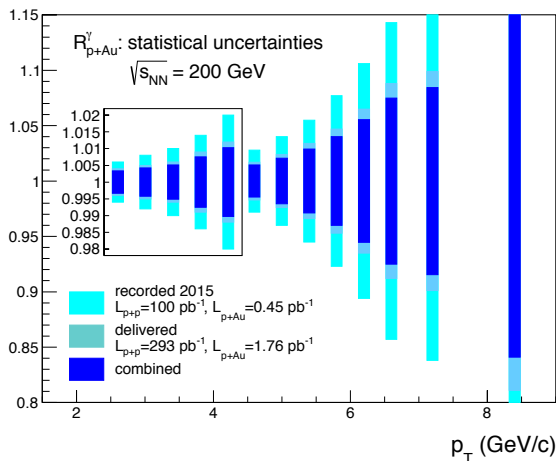 1.15
R^γ_p+Au: statistical uncertainties
√s_NN = 200 GeV
1.1
1.02
1.015
1.01
1.005
1
0.995
0.99
0.985
0.98
1.05
1
0.95
0.9
0.85
0.8
recorded 2015
L_p+p=100 pb⁻¹, L_p+Au=0.45 pb⁻¹
delivered
L_p+p=293 pb⁻¹, L_p+Au=1.76 pb⁻¹
combined
2 4 6 8
p_T (GeV/c)